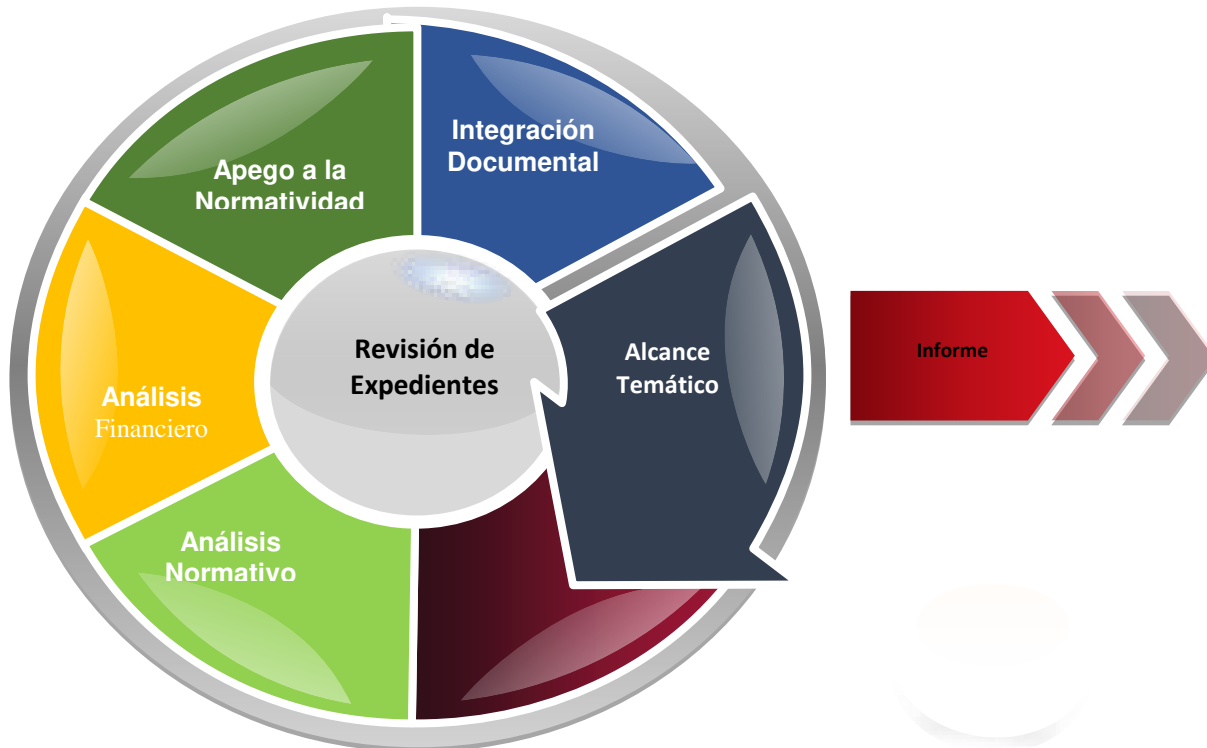 Integración
Documental
Apego a la
Normatividad
Revisión de
Expedientes
Alcance
Temático
Informe
Análisis
Financiero
Análisis
Normativo